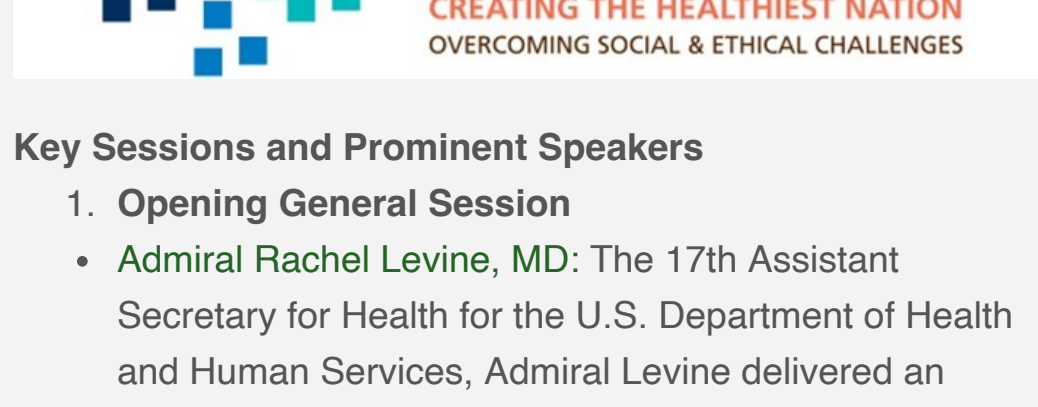 CREATING THE HEALTHIEST NATION
OVERCOMING SOCIAL & ETHICAL CHALLENGES
Key Sessions and Prominent Speakers
1. Opening General Session
• Admiral Rachel Levine, MD: The 17th Assistant
Secretary for Health for the U.S. Department of Health
and Human Services, Admiral Levine delivered an